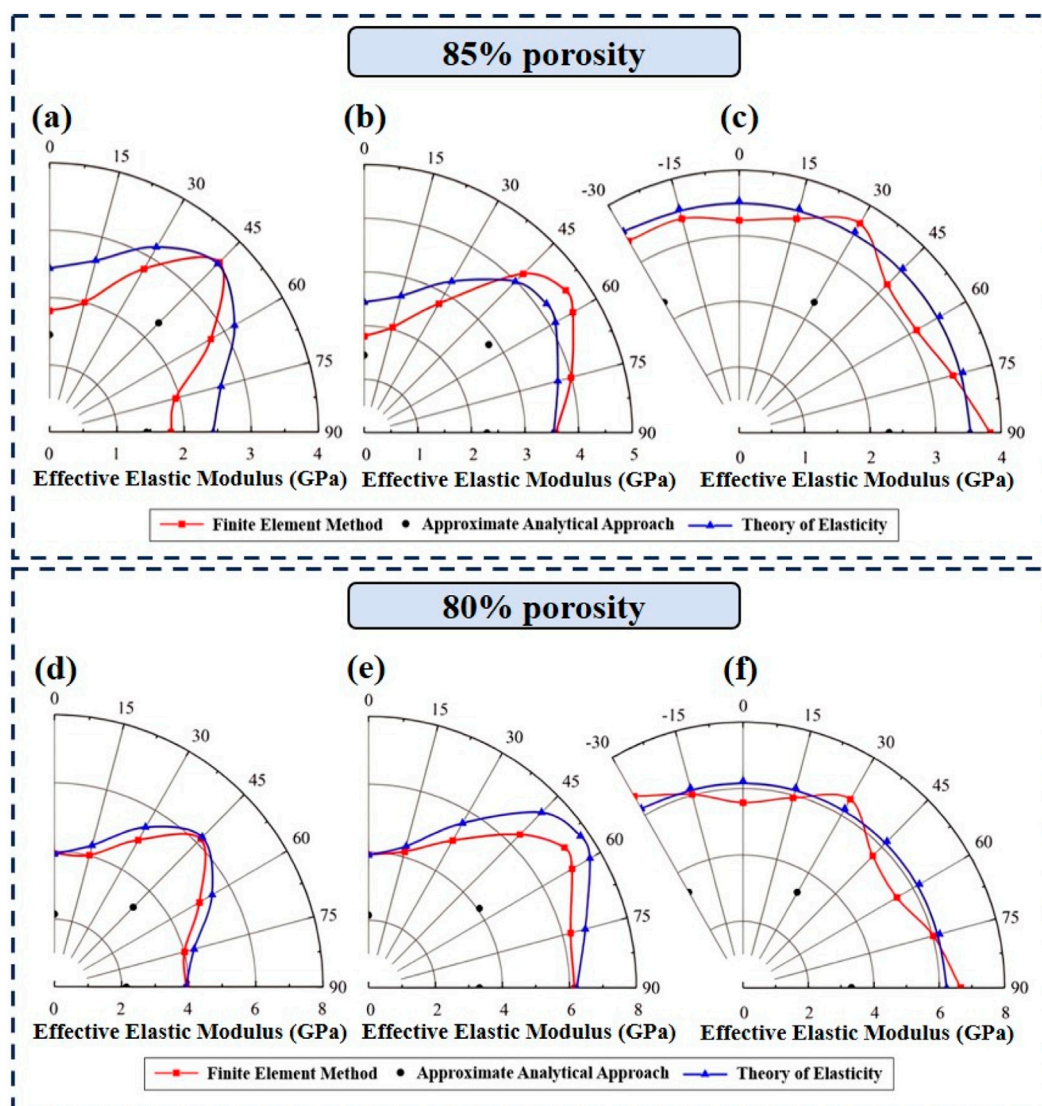 85% porosity
(a) (b) (c)
0 15 30 45 60 75 90
0 1 2 3 4
Effective Elastic Modulus (GPa)
0 15 30 45 60 75 90
0 1 2 3 4 5
Effective Elastic Modulus (GPa)
-30 -15 0 15 30 45 60 75 90
0 1 2 3 4
Effective Elastic Modulus (GPa)
Finite Element Method Approximate Analytical Approach Theory of Elasticity
80% porosity
(d) (e) (f)
0 15 30 45 60 75 90
0 2 4 6 8
Effective Elastic Modulus (GPa)
0 15 30 45 60 75 90
0 2 4 6 8
Effective Elastic Modulus (GPa)
-30 -15 0 15 30 45 60 75 90
0 2 4 6 8
Effective Elastic Modulus (GPa)
Finite Element Method Approximate Analytical Approach Theory of Elasticity